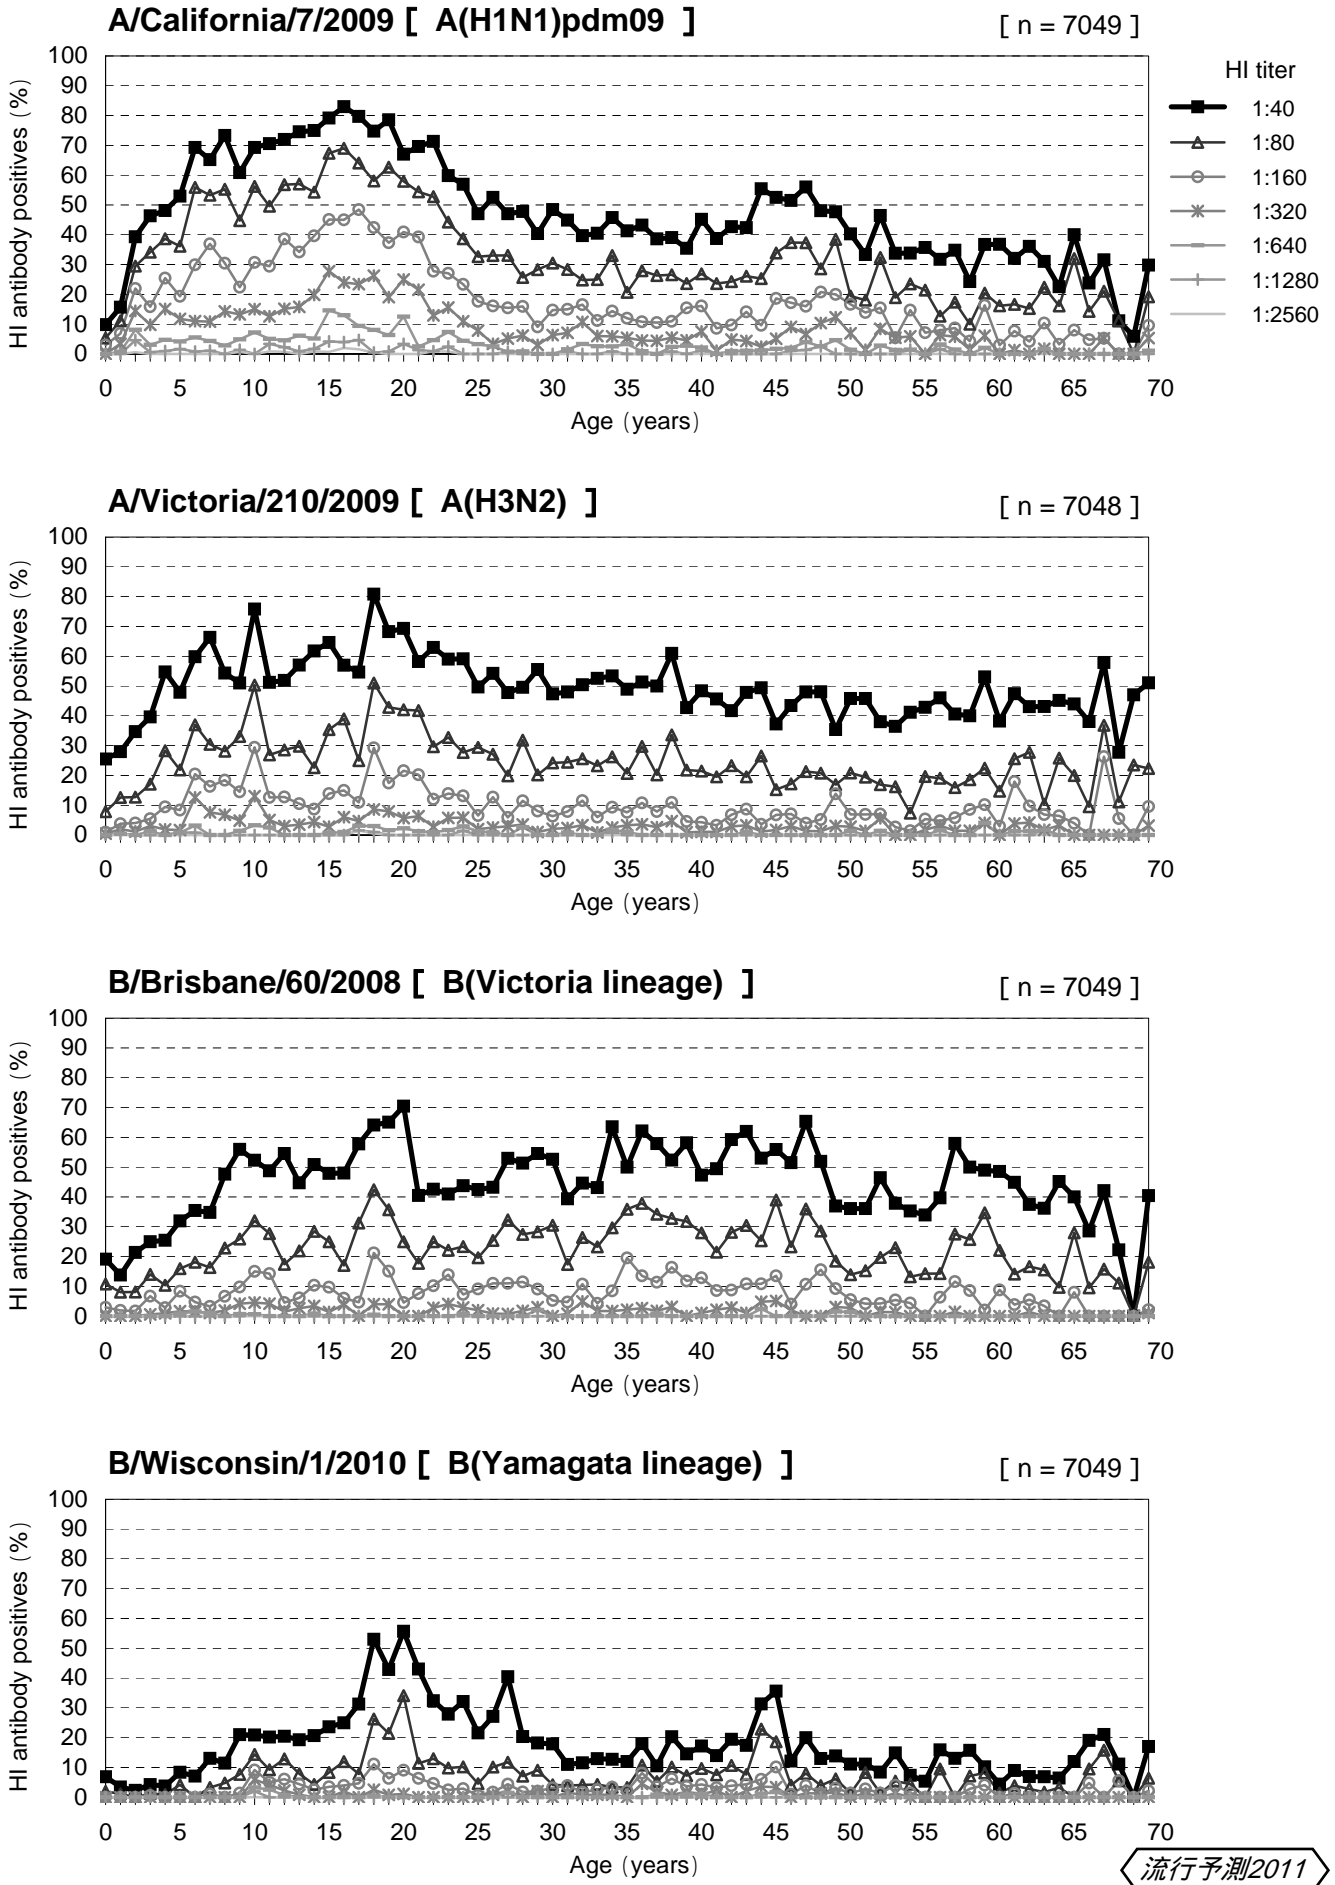 A/California/7/2009 [ A(H1N1)pdm09 ]
[ n = 7049 ]
HI antibody positives (%)
100
90
80
70
60
50
40
30
20
10
0
0 5 10 15 20 25 30 35 40 45 50 55 60 65 70
Age (years)
HI titer
1:40
1:80
1:160
1:320
1:640
1:1280
1:2560
A/Victoria/210/2009 [ A(H3N2) ]
[ n = 7048 ]
HI antibody positives (%)
100
90
80
70
60
50
40
30
20
10
0
0 5 10 15 20 25 30 35 40 45 50 55 60 65 70
Age (years)
B/Brisbane/60/2008 [ B(Victoria lineage) ]
[ n = 7049 ]
HI antibody positives (%)
100
90
80
70
60
50
40
30
20
10
0
0 5 10 15 20 25 30 35 40 45 50 55 60 65 70
Age (years)
B/Wisconsin/1/2010 [ B(Yamagata lineage) ]
[ n = 7049 ]
HI antibody positives (%)
100
90
80
70
60
50
40
30
20
10
0
0 5 10 15 20 25 30 35 40 45 50 55 60 65 70
Age (years)
流行予測2011